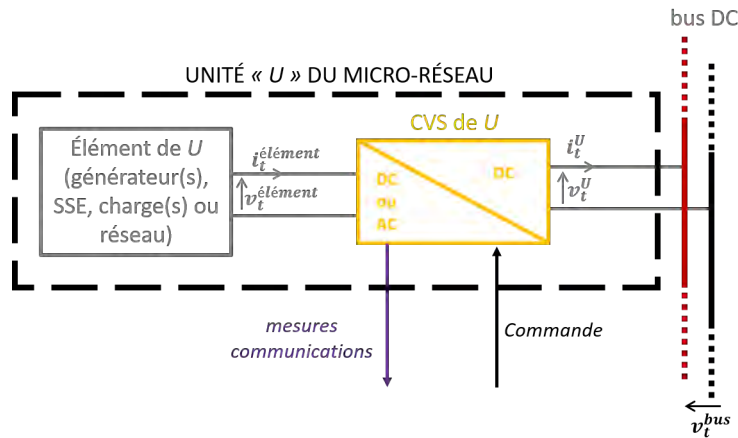 bus DC
UNITÉ « U » DU MICRO-RÉSEAU
CVS de U
Élément de U
(générateur(s),
SSE, charge(s) ou
réseau)
i_t^élément
v_t^élément
DC
ou
AC
DC
i_t^U
v_t^U
mesures
communications
Commande
v_t^bus